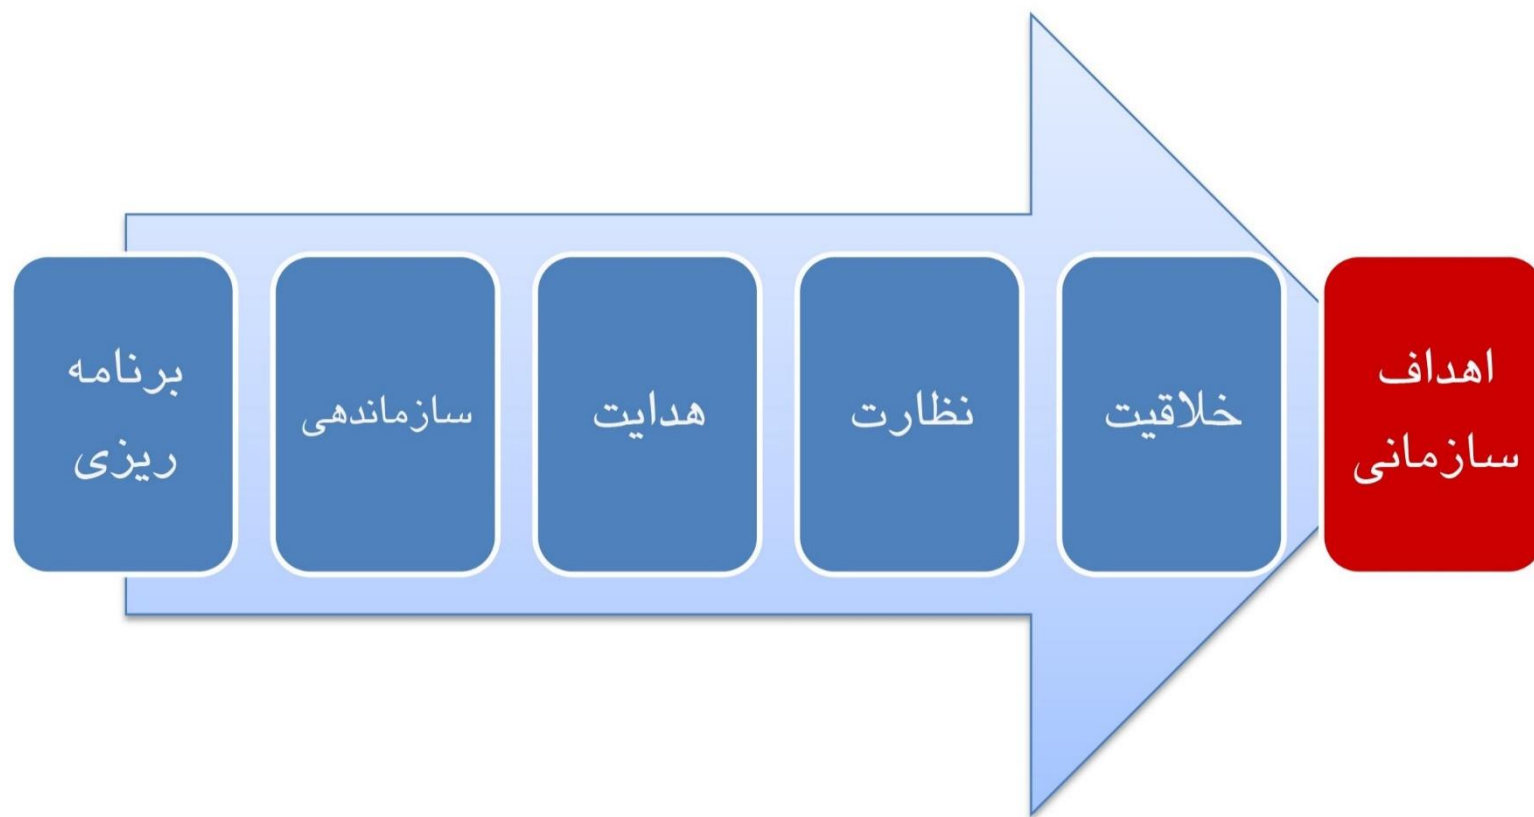 برنامه
ریزی
سازماندهی
هدایت
نظارت
خلاقیت
اهداف
سازمانی